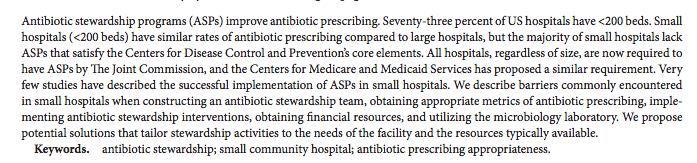 Antibiotic stewardship programs (ASPs) improve antibiotic prescribing. Seventy-three percent of US hospitals have <200 beds. Small
hospitals (<200 beds) have similar rates of antibiotic prescribing compared to large hospitals, but the majority of small hospitals lack
ASPs that satisfy the Centers for Disease Control and Prevention's core elements. All hospitals, regardless of size, are now required to
have ASPs by The Joint Commission, and the Centers for Medicare and Medicaid Services has proposed a similar requirement. Very
few studies have described the successful implementation of ASPs in small hospitals. We describe barriers commonly encountered
in small hospitals when constructing an antibiotic stewardship team, obtaining appropriate metrics of antibiotic prescribing, imple-
menting antibiotic stewardship interventions, obtaining financial resources, and utilizing the microbiology laboratory. We propose
potential solutions that tailor stewardship activities to the needs of the facility and the resources typically available.
Keywords. antibiotic stewardship; small community hospital; antibiotic prescribing appropriateness.